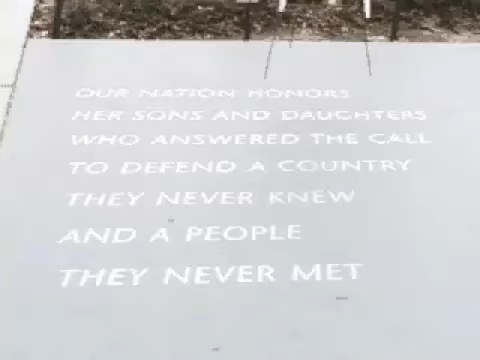 OUR NATION HONORS
HER SONS AND DAUGHTERS
WHO ANSWERED THE CALL
TO DEFEND A COUNTRY
THEY NEVER KNEW
AND A PEOPLE
THEY NEVER MET